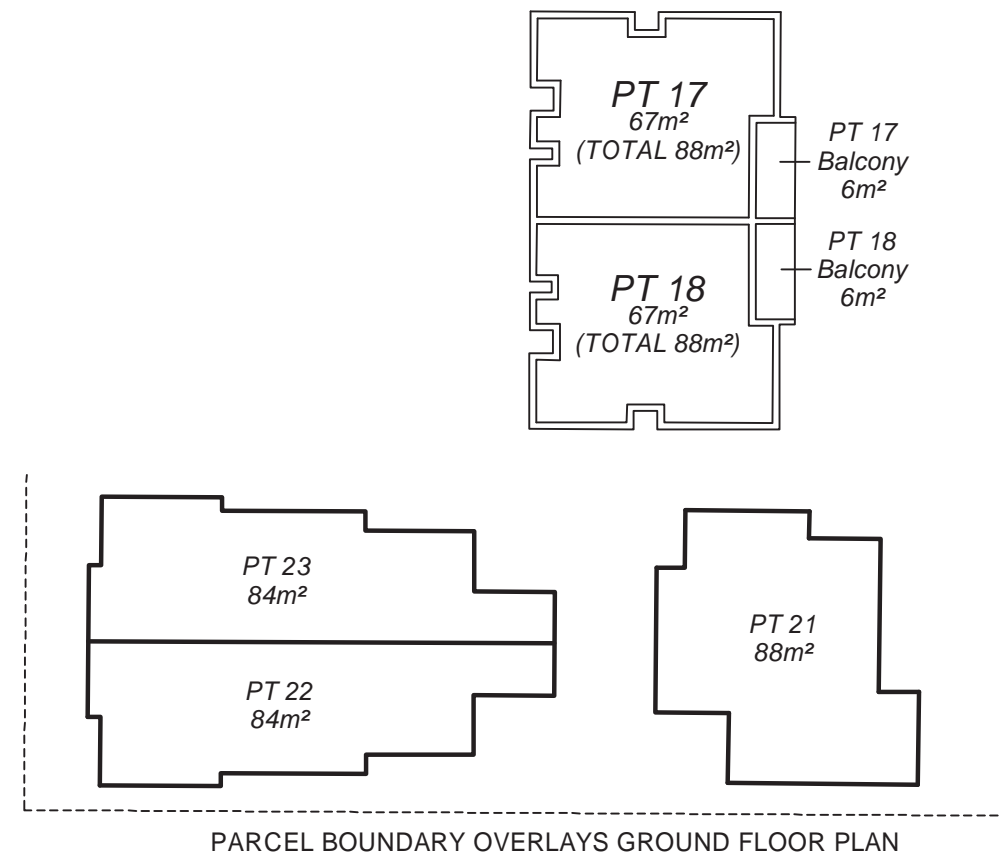 PT 17
67m²
(TOTAL 88m²)
PT 17
Balcony
6m²
PT 18
67m²
(TOTAL 88m²)
PT 18
Balcony
6m²
PT 23
84m²
PT 22
84m²
PT 21
88m²
PARCEL BOUNDARY OVERLAYS GROUND FLOOR PLAN